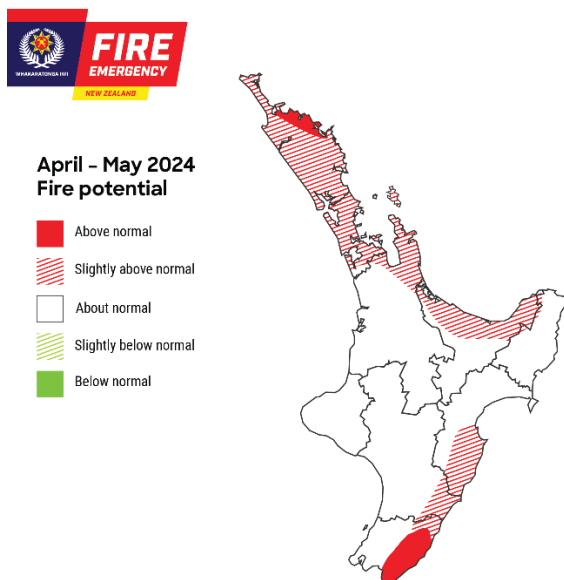 WHAKARATONGA IWI
FIRE
EMERGENCY
NEW ZEALAND
April – May 2024
Fire potential
Above normal
Slightly above normal
About normal
Slightly below normal
Below normal